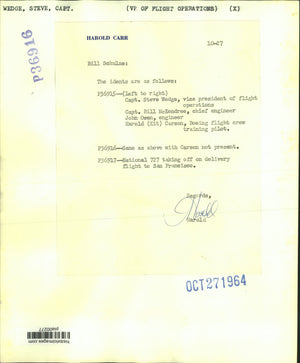 WEDGE, STEVE, CAPT. (VP OF FLIGHT OPERATIONS) (X)
P36916
HAROLD CARR
10-27
Bill Schulze:
The idents are as follows:
P36915--(Left to right)
Capt. Steve Wedge, vice president of flight
operations
Capt. Bill McKendree, chief engineer
John Owen, engineer
Harold (Kit) Carson, Boeing flight crew
training pilot.
P36916--Same as above with Carson not present.
P36917--National 727 taking off on delivery
flight to San Francisco.
Regards,
Harold
Harold
OCT 27 1964
historicimages.com